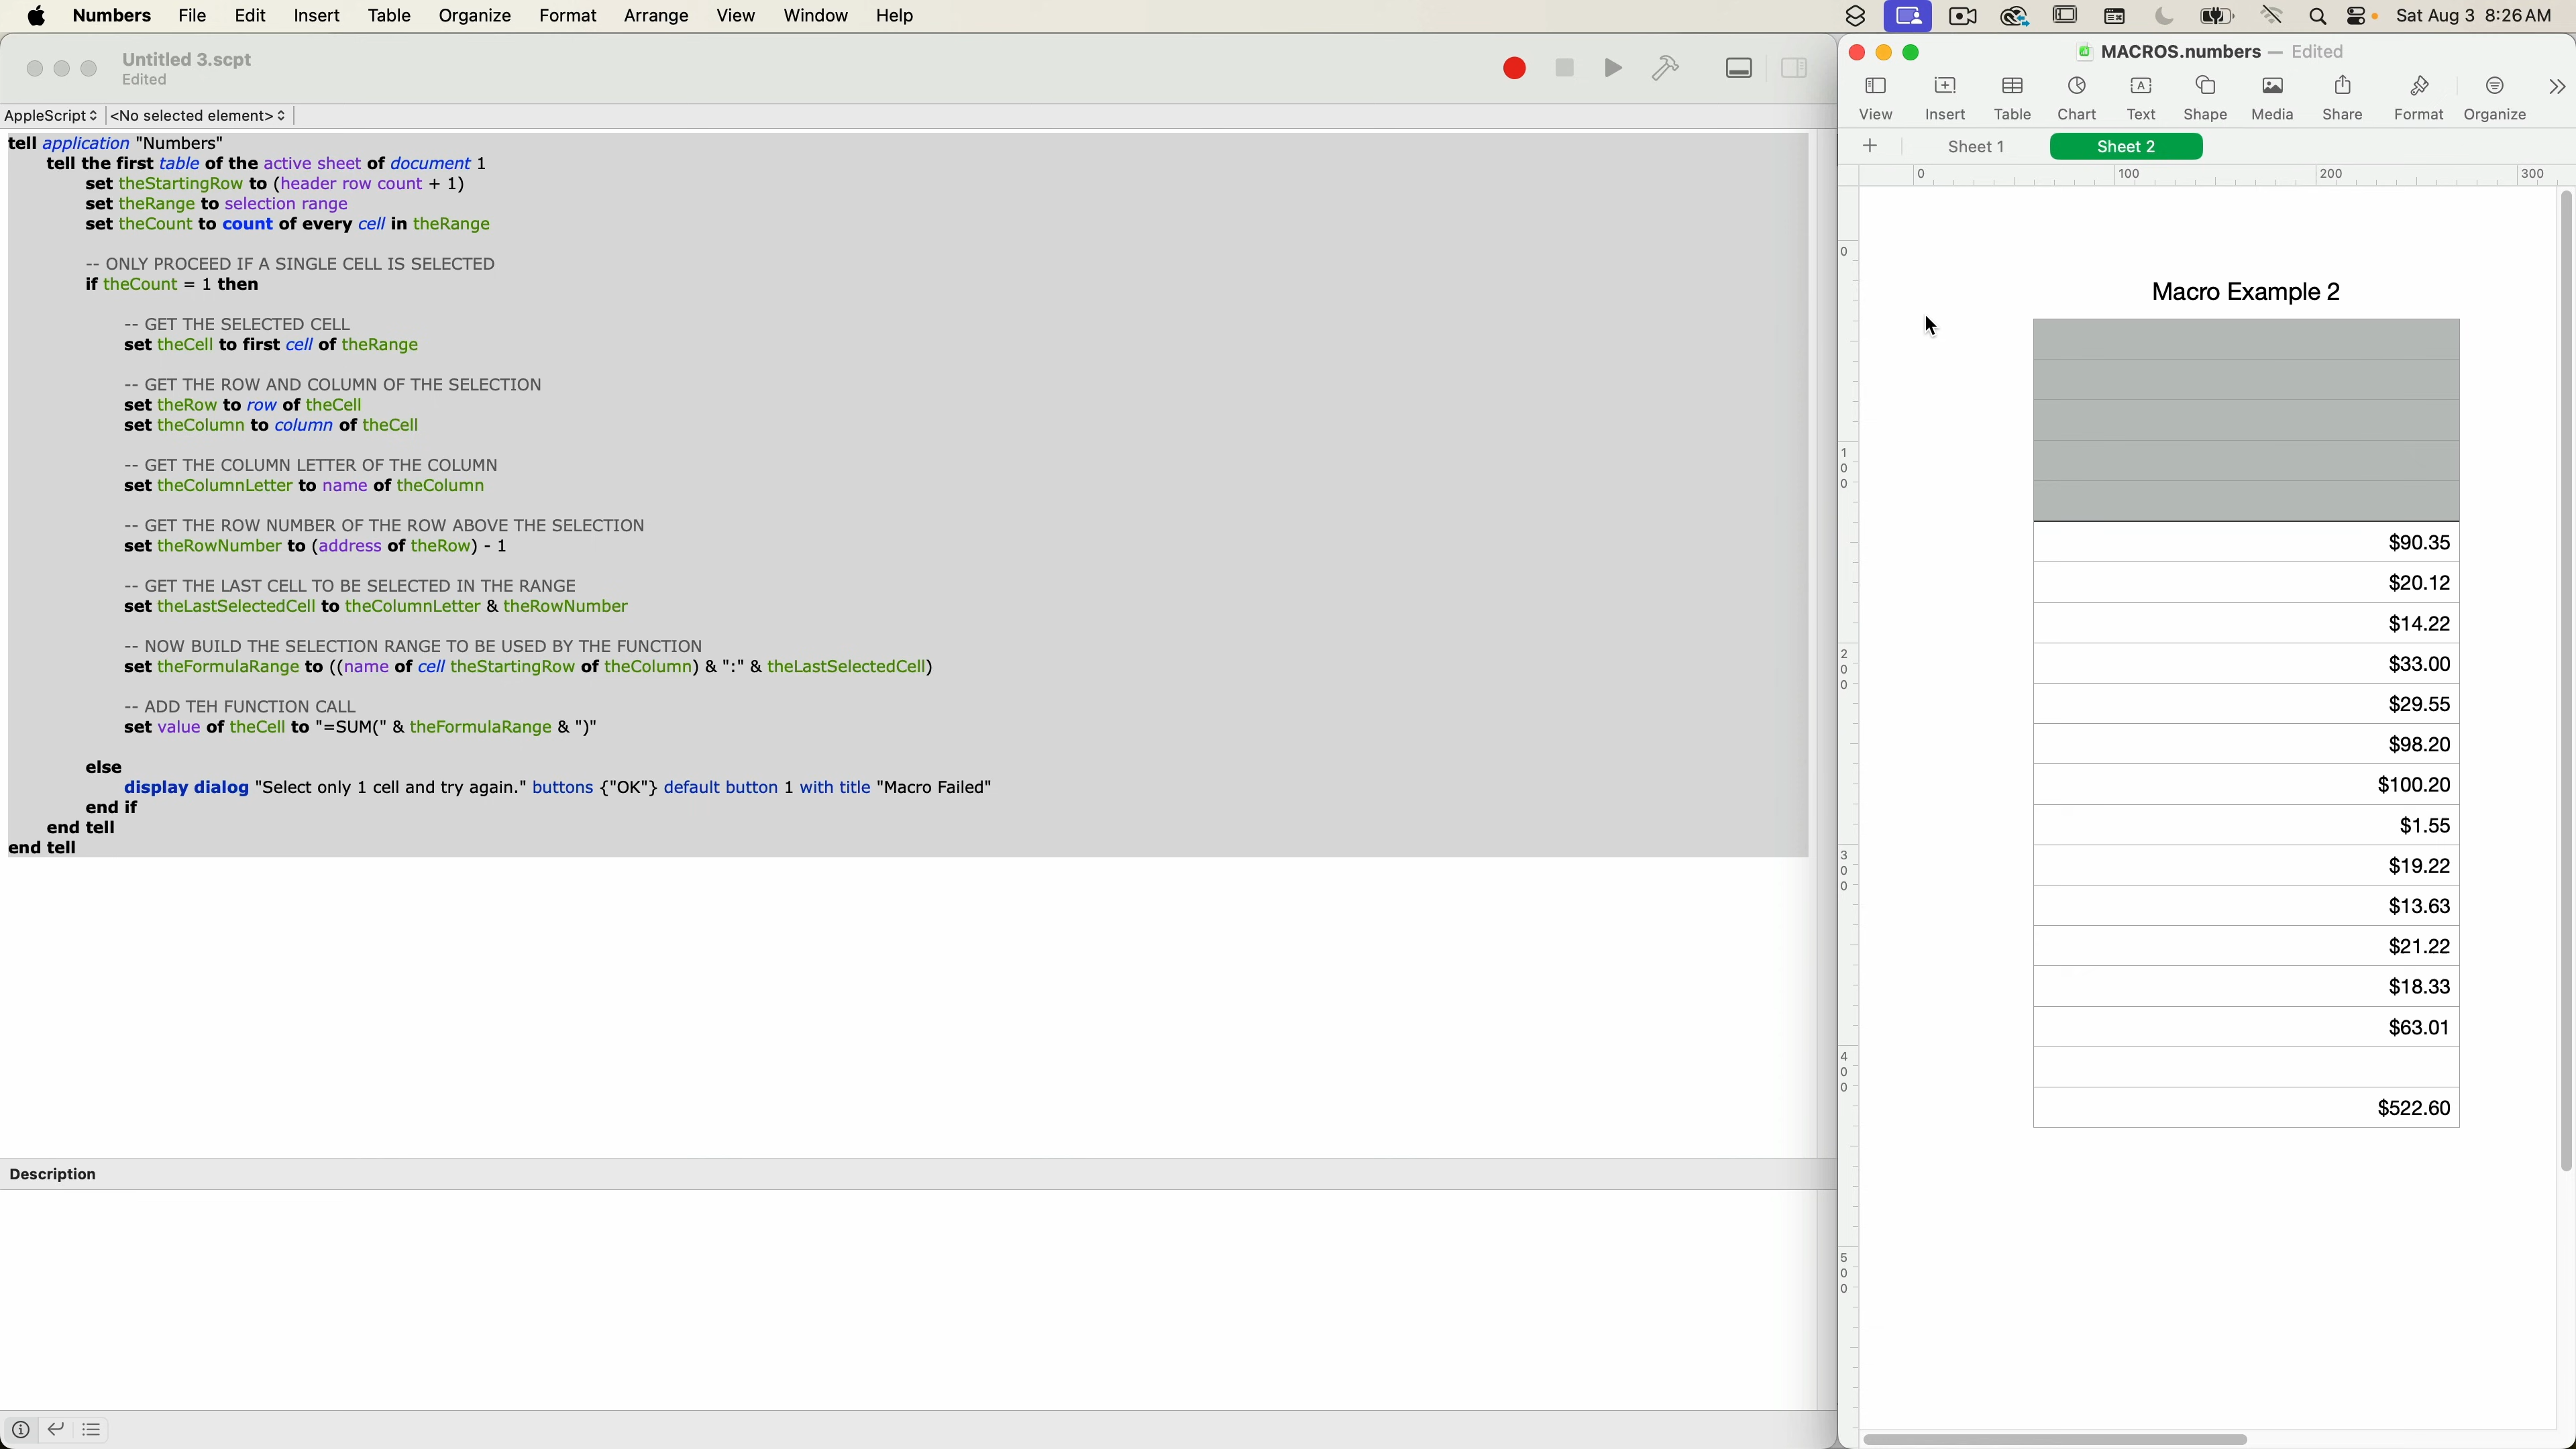 Numbers File Edit Insert Table Organize Format Arrange View Window Help
Sat Aug 3 8:26 AM
Untitled 3.scpt
Edited
AppleScript <No selected element>
tell application "Numbers"
tell the first table of the active sheet of document 1
set theStartingRow to (header row count + 1)
set theRange to selection range
set theCount to count of every cell in theRange
-- ONLY PROCEED IF A SINGLE CELL IS SELECTED
if theCount = 1 then
-- GET THE SELECTED CELL
set theCell to first cell of theRange
-- GET THE ROW AND COLUMN OF THE SELECTION
set theRow to row of theCell
set theColumn to column of theCell
-- GET THE COLUMN LETTER OF THE COLUMN
set theColumnLetter to name of theColumn
-- GET THE ROW NUMBER OF THE ROW ABOVE THE SELECTION
set theRowNumber to (address of theRow) - 1
-- GET THE LAST CELL TO BE SELECTED IN THE RANGE
set theLastSelectedCell to theColumnLetter & theRowNumber
-- NOW BUILD THE SELECTION RANGE TO BE USED BY THE FUNCTION
set theFormulaRange to ((name of cell theStartingRow of theColumn) & ":" & theLastSelectedCell)
-- ADD TEH FUNCTION CALL
set value of theCell to "=SUM(" & theFormulaRange & ")"
else
display dialog "Select only 1 cell and try again." buttons {"OK"} default button 1 with title "Macro Failed"
end if
end tell
end tell
Description
MACROS.numbers — Edited
View Insert Table Chart Text Shape Media Share Format Organize
Sheet 1 Sheet 2
0 100 200 300
0
100
200
300
400
500
Macro Example 2
$90.35
$20.12
$14.22
$33.00
$29.55
$98.20
$100.20
$1.55
$19.22
$13.63
$21.22
$18.33
$63.01
$522.60